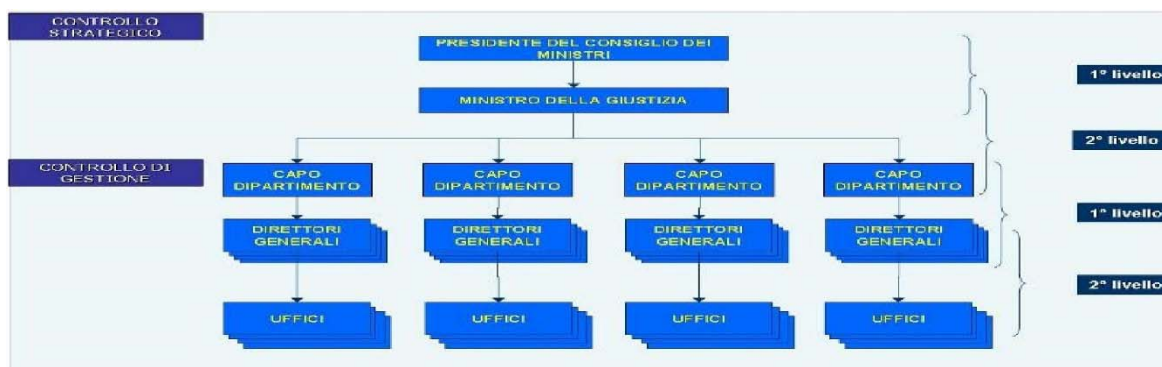 CONTROLLO
STRATEGICO
PRESIDENTE DEL CONSIGLIO DEI
MINISTRI
1° livello
MINISTRO DELLA GIUSTIZIA
2° livello
CONTROLLO DI
GESTIONE
CAPO
DIPARTIMENTO
CAPO
DIPARTIMENTO
CAPO
DIPARTIMENTO
CAPO
DIPARTIMENTO
1° livello
DIRETTORI
GENERALI
DIRETTORI
GENERALI
DIRETTORI
GENERALI
DIRETTORI
GENERALI
2° livello
UFFICI
UFFICI
UFFICI
UFFICI